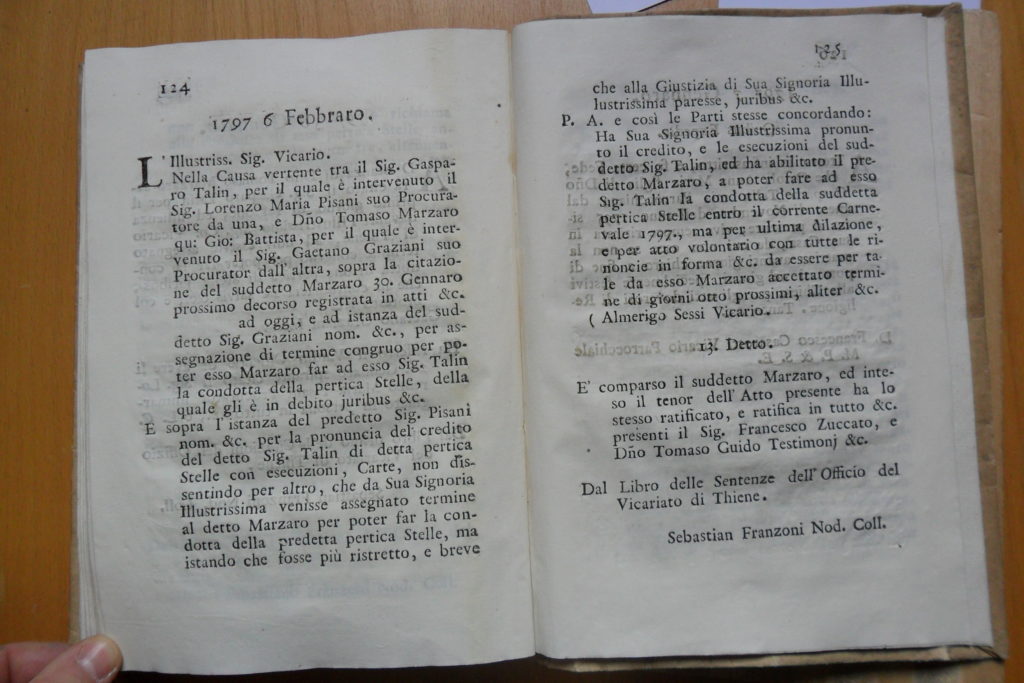 124
1797 6 Febbraro.
L'Illustriss. Sig. Vicario.
Nella Causa vertente tra il Sig. Gaspa-
ro Talin, per il quale è intervenuto il
Sig. Lorenzo Maria Pisani suo Procura-
tore da una, e Dño Tomaso Marzaro
qu: Gio: Battista, per il quale è inter-
venuto il Sig. Gaetano Graziani suo
Procurator dall'altra, sopra la citazio-
ne del suddetto Marzaro 30. Gennaro
prossimo decorso registrata in atti &c.
ad oggi, e ad istanza del sud-
detto Sig. Graziani nom. &c., per as-
segnazione di termine congruo per po-
ter esso Marzaro far ad esso Sig. Talin
la condotta della pertica Stelle, della
quale gli è in debito juribus &c.
E sopra l'istanza del predetto Sig. Pisani
nom. &c. per la pronuncia del credito
del detto Sig. Talin di detta pertica
Stelle con esecuzioni, Carte, non dis-
sentindo per altro, che da Sua Signoria
Illustrissima venisse assegnato termine
al detto Marzaro per poter far la con-
dotta della predetta pertica Stelle, ma
istando che fosse più ristretto, e breve
125
che alla Giustizia di Sua Signoria Illu-
lustrissima paresse, juribus &c.
P. A. e così le Parti stesse concordando:
Ha Sua Signoria Illustrissima pronun-
to il credito, e le esecuzioni del sud-
detto Sig. Talin, ed ha abilitato il pre-
detto Marzaro, a poter fare ad esso
Sig. Talin la condotta della suddetta
pertica Stelle entro il corrente Carne-
vale 1797., ma per ultima dilazione,
e per atto volontario con tutte le ri-
noncie in forma &c. da essere per ta-
le da esso Marzaro accettato termi-
ne di giorni otto prossimi, aliter &c.
( Almerigo Sessi Vicario.
13. Detto.
E' comparso il suddetto Marzaro, ed inte-
so il tenor dell'Atto presente ha lo
stesso ratificato, e ratifica in tutto &c.
presenti il Sig. Francesco Zuccato, e
Dño Tomaso Guido Testimonj &c.
Dal Libro delle Sentenze dell'Officio del
Vicariato di Thiene.
Sebastian Franzoni Nod. Coll.